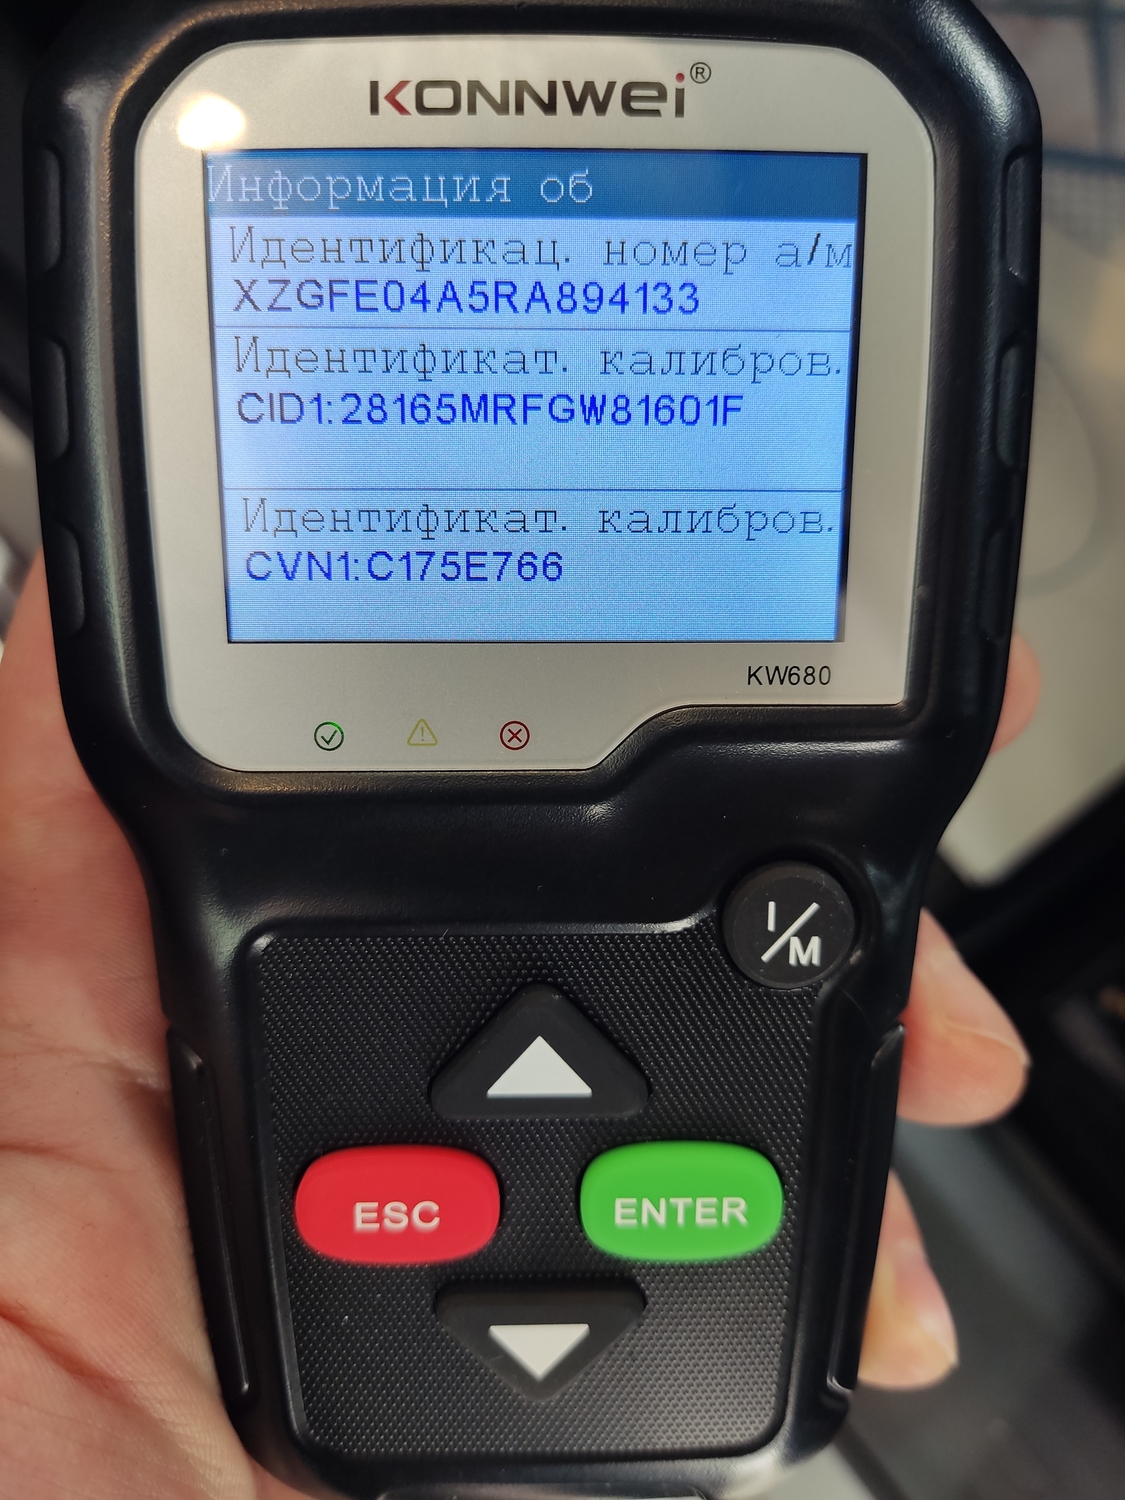 KONNWEI®
Информация об
Идентификац. номер а/м
XZGFE04A5RA894133
Идентификат. калибров.
CID1:28165MRFGW81601F
Идентификат. калибров.
CVN1:C175E766
KW680
I/M
ESC
ENTER